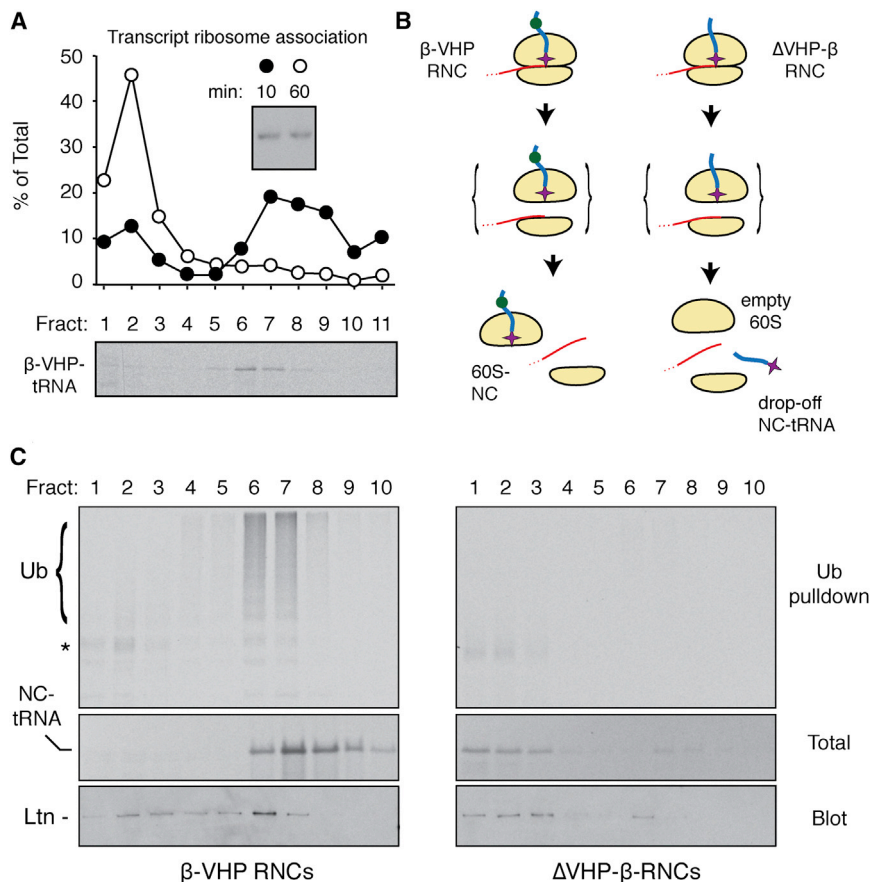 A
Transcript ribosome association
min: 10 60
% of Total
50
40
30
20
10
0
1 2 3 4 5 6 7 8 9 10 11
Fract:
β-VHP-
tRNA
B
β-VHP
RNC
ΔVHP-β
RNC
60S-
NC
empty
60S
drop-off
NC-tRNA
C
Fract: 1 2 3 4 5 6 7 8 9 10
1 2 3 4 5 6 7 8 9 10
Ub
*
NC-
tRNA
Ltn -
Ub
pulldown
Total
Blot
β-VHP RNCs
ΔVHP-β-RNCs